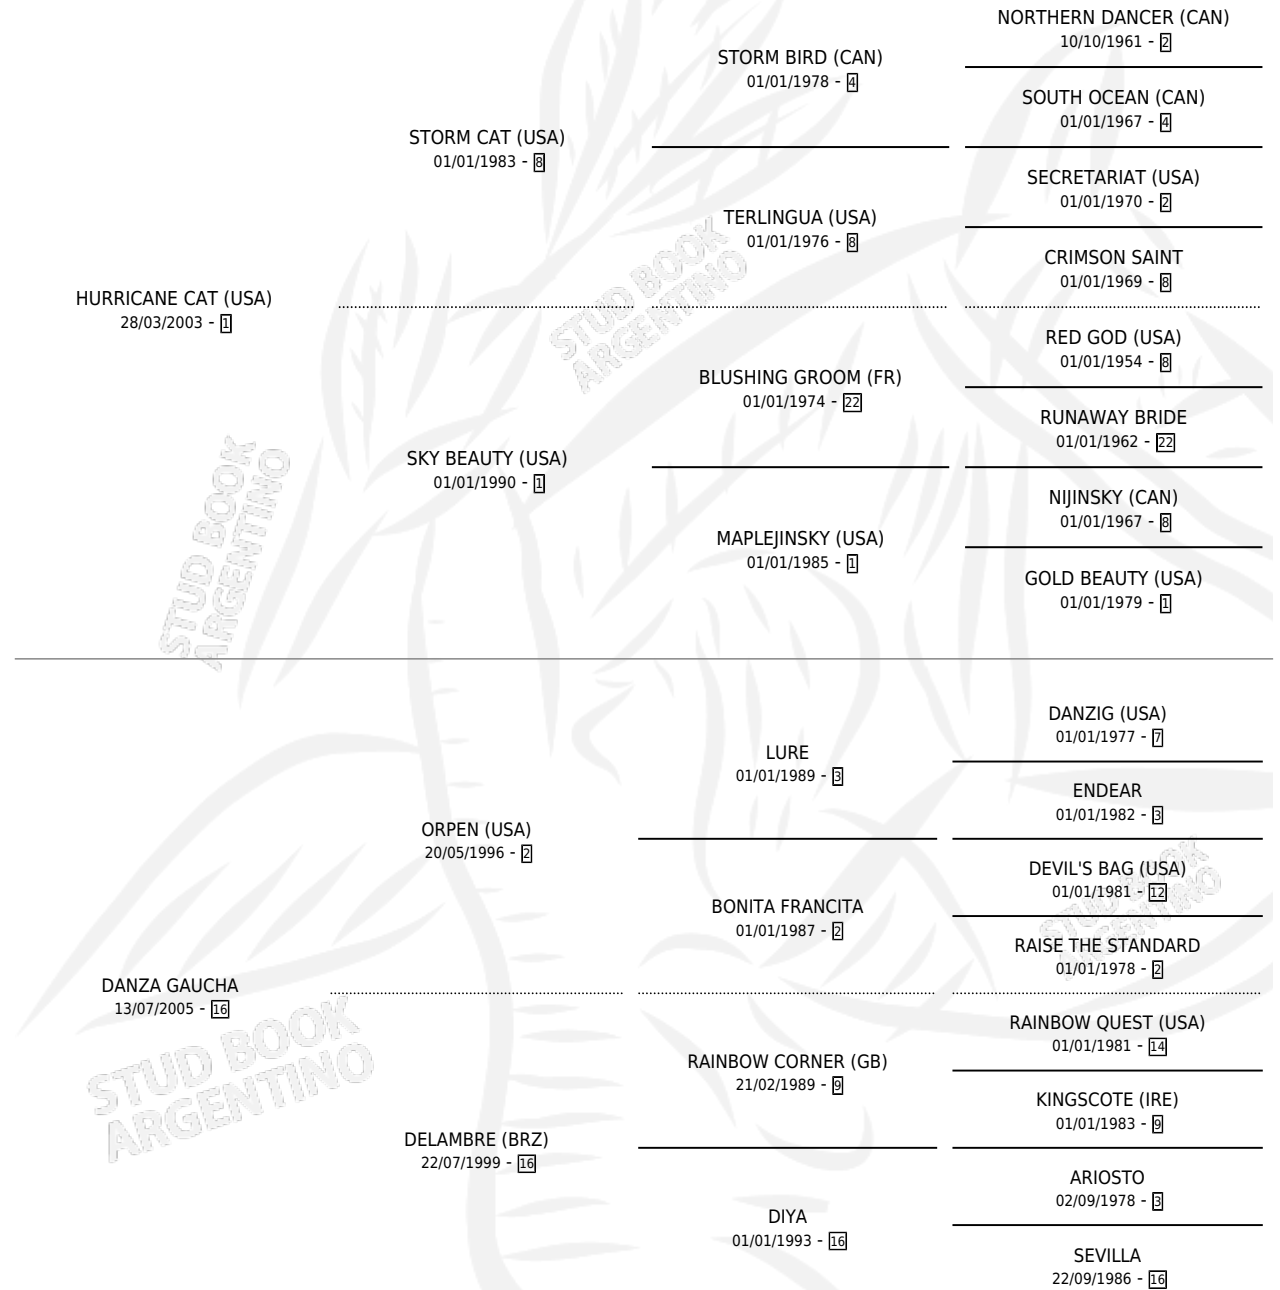 NORTHERN DANCER (CAN)
10/10/1961 - 2
STORM BIRD (CAN)
01/01/1978 - 4
SOUTH OCEAN (CAN)
01/01/1967 - 4
STORM CAT (USA)
01/01/1983 - 8
SECRETARIAT (USA)
01/01/1970 - 2
TERLINGUA (USA)
01/01/1976 - 8
CRIMSON SAINT
01/01/1969 - 8
HURRICANE CAT (USA)
28/03/2003 - 1
STUD BOOK
ARGENTINO
RED GOD (USA)
01/01/1954 - 8
BLUSHING GROOM (FR)
01/01/1974 - 22
RUNAWAY BRIDE
01/01/1962 - 22
SKY BEAUTY (USA)
01/01/1990 - 1
NIJINSKY (CAN)
01/01/1967 - 8
MAPLEJINSKY (USA)
01/01/1985 - 1
GOLD BEAUTY (USA)
01/01/1979 - 1
STUD BOOK
ARGENTINO
DANZIG (USA)
01/01/1977 - 7
LURE
01/01/1989 - 3
ENDEAR
01/01/1982 - 3
ORPEN (USA)
20/05/1996 - 2
DEVIL'S BAG (USA)
01/01/1981 - 12
BONITA FRANCITA
01/01/1987 - 2
RAISE THE STANDARD
01/01/1978 - 2
STUD BOOK
ARGENTINO
DANZA GAUCHA
13/07/2005 - 16
STUD BOOK
ARGENTINO
RAINBOW QUEST (USA)
01/01/1981 - 14
RAINBOW CORNER (GB)
21/02/1989 - 9
KINGSCOTE (IRE)
01/01/1983 - 9
DELAMBRE (BRZ)
22/07/1999 - 16
ARIOSTO
02/09/1978 - 3
DIYA
01/01/1993 - 16
SEVILLA
22/09/1986 - 16